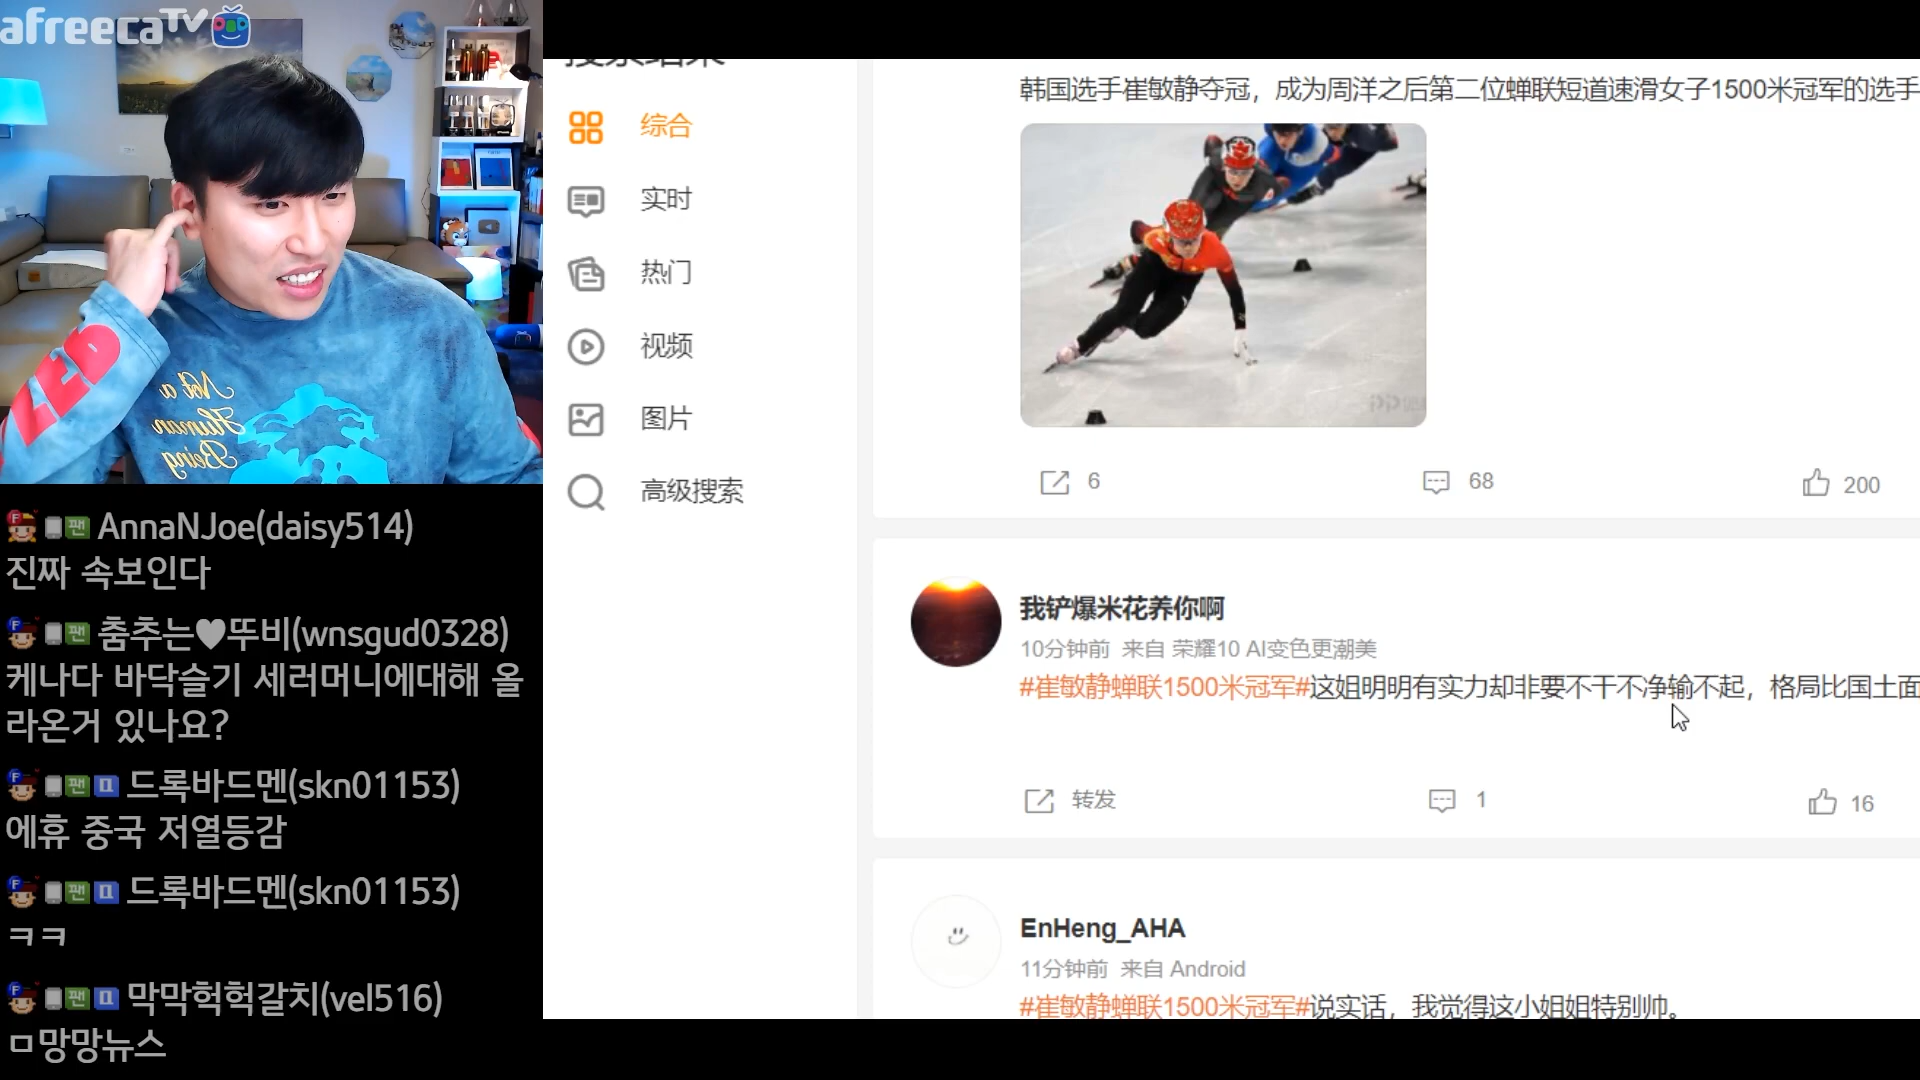 afreecaTV
Not a
Human
Being
AnnaNJoe(daisy514)
진짜 속보인다
춤추는♥뚜비(wnsgud0328)
케나다 바닥슬기 세러머니에대해 올
라온거 있나요?
드록바드멘(skn01153)
에휴 중국 저열등감
드록바드멘(skn01153)
ㅋㅋ
막막헉헉갈치(vel516)
ㅁ망망뉴스
搜索结果
综合
实时
热门
视频
图片
高级搜索
韩国选手崔敏静夺冠，成为周洋之后第二位蝉联短道速滑女子1500米冠军的选手
6
68
200
我铲爆米花养你啊
10分钟前 来自 荣耀10 AI变色更潮美
#崔敏静蝉联1500米冠军#这姐明明有实力却非要不干不净输不起，格局比国土面
转发
1
16
EnHeng_AHA
11分钟前 来自 Android
#崔敏静蝉联1500米冠军#说实话，我觉得这小姐姐特别帅。